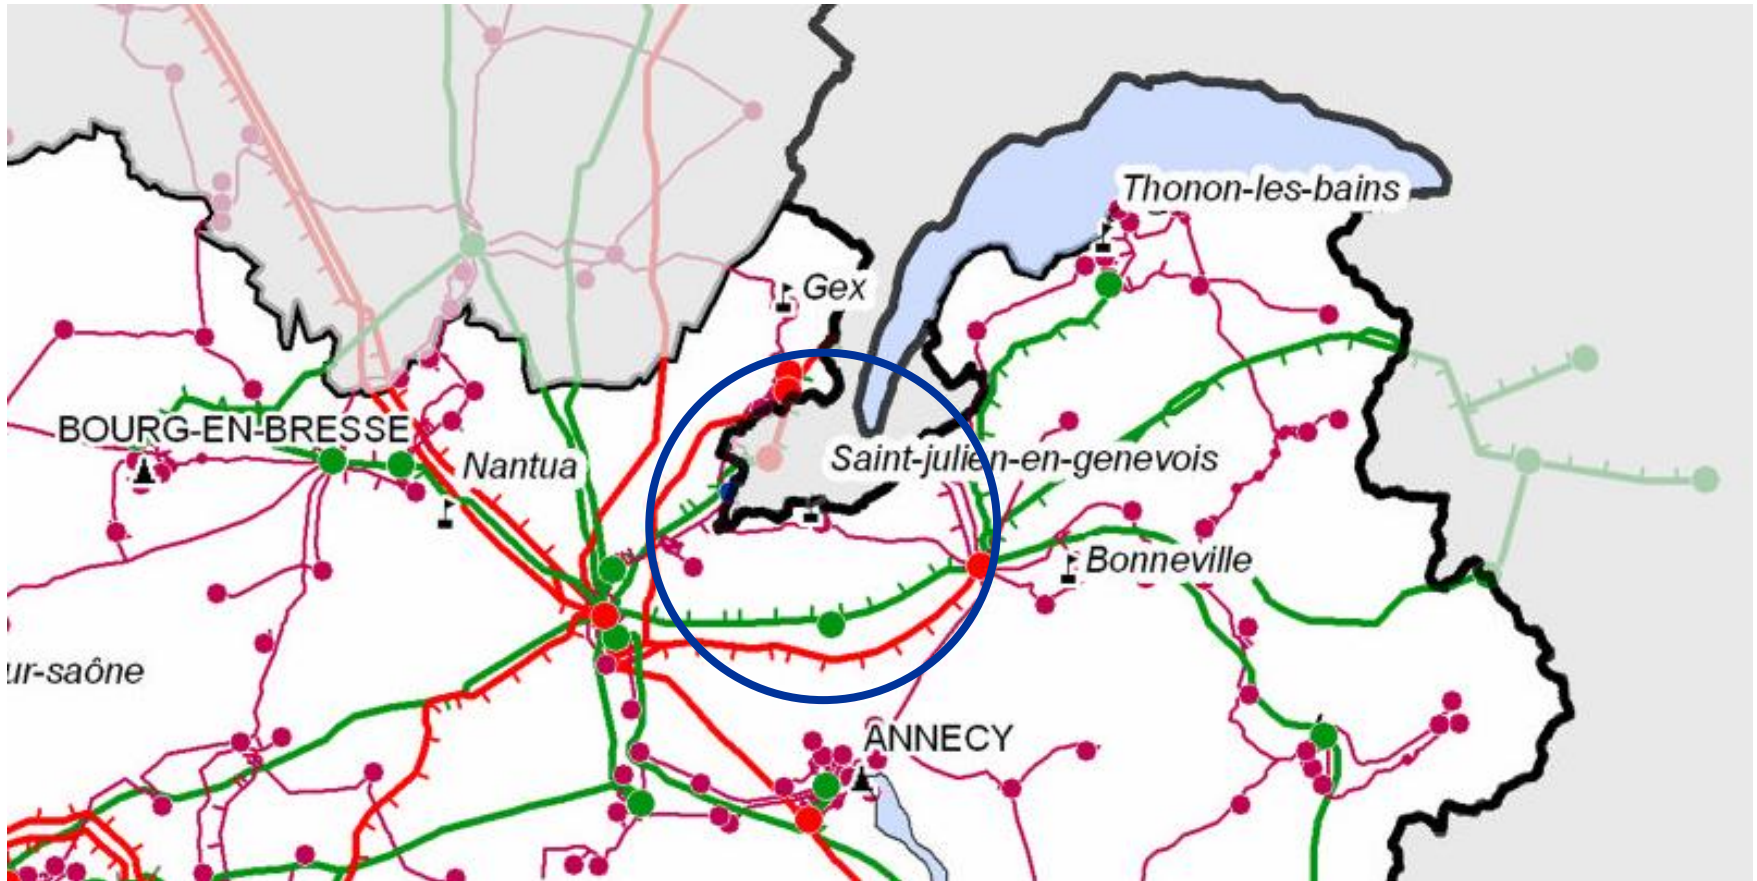 Thonon-les-bains
Gex
BOURG-EN-BRESSE
Nantua
Saint-julien-en-genevois
Bonneville
ur-saône
ANNECY